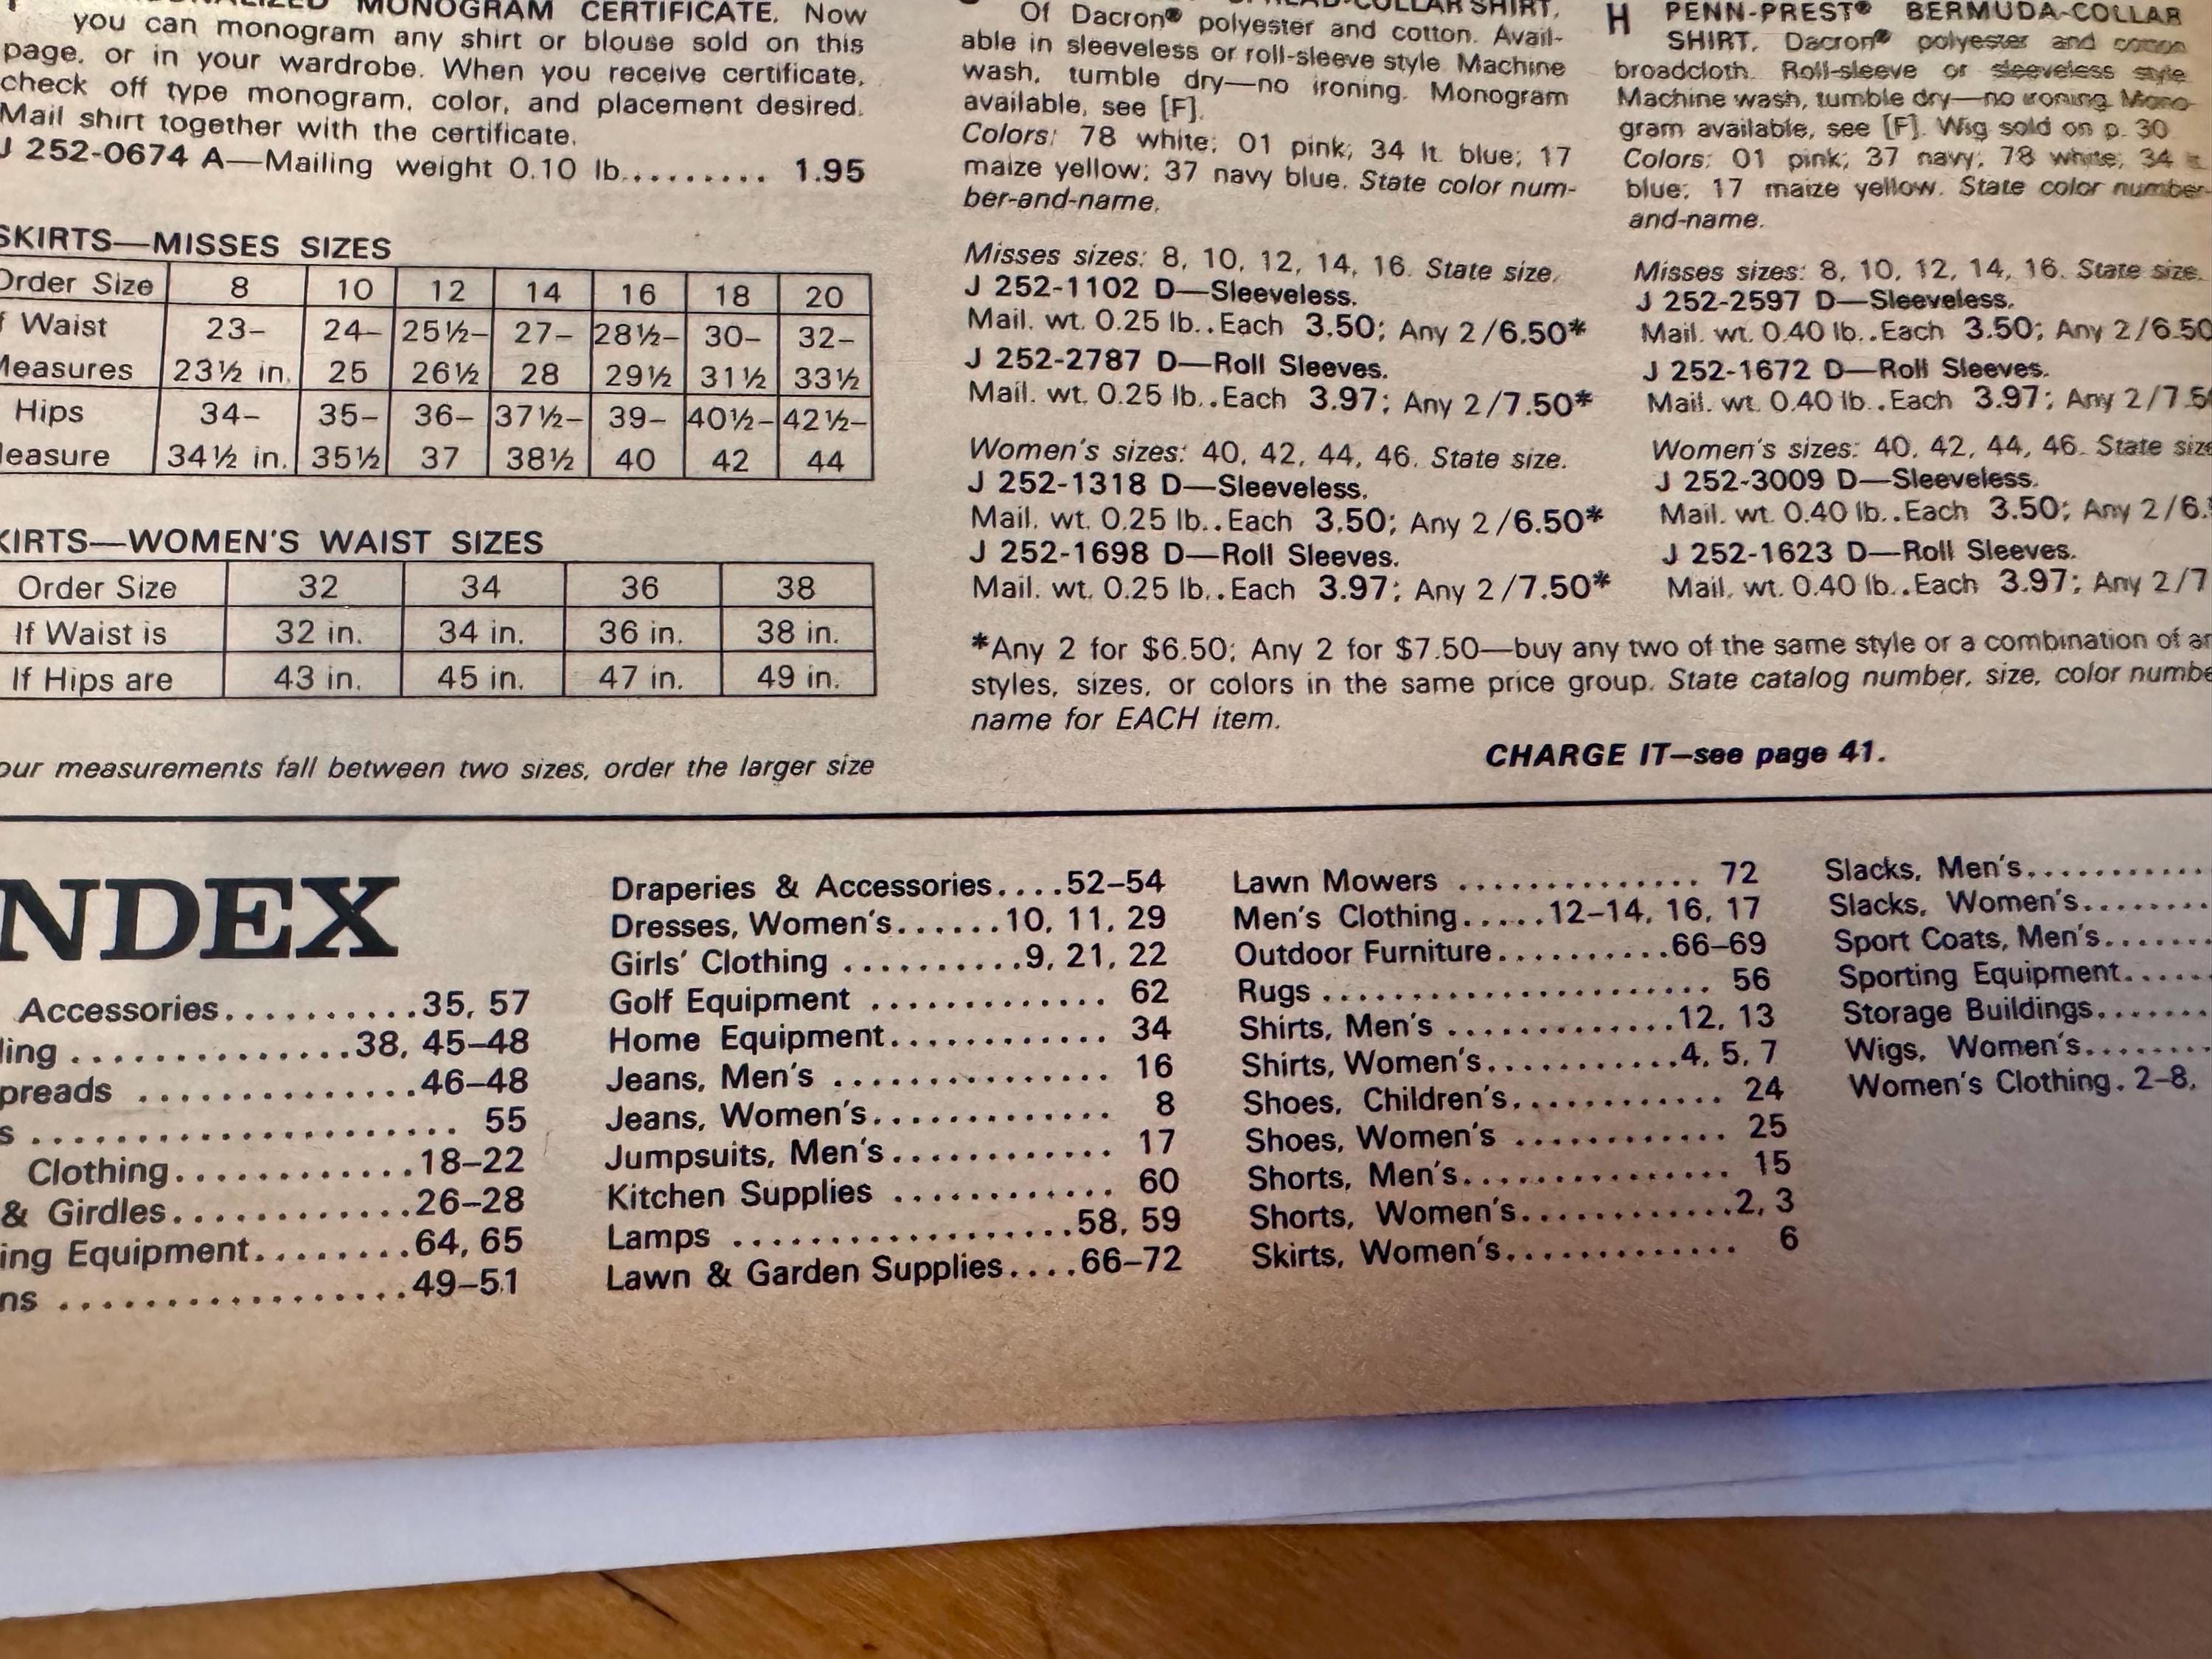 MONOGRAM CERTIFICATE. Now
you can monogram any shirt or blouse sold on this
page, or in your wardrobe. When you receive certificate,
check off type monogram, color, and placement desired.
Mail shirt together with the certificate.
J 252-0674 A—Mailing weight 0.10 lb......... 1.95
SKIRTS—MISSES SIZES
Order Size 8 10 12 14 16 18 20
Waist 23– 24– 25½– 27– 28½– 30– 32–
Measures 23½ in. 25 26½ 28 29½ 31½ 33½
Hips 34– 35– 36– 37½– 39– 40½– 42½–
Measure 34½ in. 35½ 37 38½ 40 42 44
SKIRTS—WOMEN'S WAIST SIZES
Order Size 32 34 36 38
If Waist is 32 in. 34 in. 36 in. 38 in.
If Hips are 43 in. 45 in. 47 in. 49 in.
our measurements fall between two sizes, order the larger size
SPREAD-COLLAR SHIRT.
Of Dacron® polyester and cotton. Avail-
able in sleeveless or roll-sleeve style. Machine
wash, tumble dry—no ironing. Monogram
available, see [F].
Colors: 78 white; 01 pink; 34 lt. blue; 17
maize yellow; 37 navy blue. State color num-
ber-and-name.
Misses sizes: 8, 10, 12, 14, 16. State size.
J 252-1102 D—Sleeveless.
Mail. wt. 0.25 lb..Each 3.50; Any 2/6.50*
J 252-2787 D—Roll Sleeves.
Mail. wt. 0.25 lb..Each 3.97; Any 2/7.50*
Women's sizes: 40, 42, 44, 46. State size.
J 252-1318 D—Sleeveless.
Mail. wt. 0.25 lb..Each 3.50; Any 2/6.50*
J 252-1698 D—Roll Sleeves.
Mail. wt. 0.25 lb..Each 3.97; Any 2/7.50*
H PENN-PREST® BERMUDA-COLLAR
SHIRT. Dacron® polyester and cotton
broadcloth. Roll-sleeve or sleeveless style.
Machine wash, tumble dry—no ironing. Mono-
gram available, see [F]. Wig sold on p. 30
Colors: 01 pink; 37 navy; 78 white; 34
blue; 17 maize yellow. State color number-
and-name.
Misses sizes: 8, 10, 12, 14, 16. State size.
J 252-2597 D—Sleeveless.
Mail. wt. 0.40 lb..Each 3.50; Any 2/6.50
J 252-1672 D—Roll Sleeves.
Mail. wt. 0.40 lb..Each 3.97; Any 2/7.5
Women's sizes: 40, 42, 44, 46. State size
J 252-3009 D—Sleeveless.
Mail. wt. 0.40 lb..Each 3.50; Any 2/6.
J 252-1623 D—Roll Sleeves.
Mail. wt. 0.40 lb..Each 3.97; Any 2/7
*Any 2 for $6.50; Any 2 for $7.50—buy any two of the same style or a combination of
styles, sizes, or colors in the same price group. State catalog number, size, color
name for EACH item.
CHARGE IT—see page 41.
NDEX
Accessories..........35, 57
ling ..............38, 45–48
preads ............46–48
s ...................... 55
Clothing............18–22
& Girdles............26–28
ing Equipment........64, 65
ns .................49–51
Draperies & Accessories....52–54
Dresses, Women's......10, 11, 29
Girls' Clothing ..........9, 21, 22
Golf Equipment ............ 62
Home Equipment............ 34
Jeans, Men's .............. 16
Jeans, Women's............ 8
Jumpsuits, Men's........... 17
Kitchen Supplies ........... 60
Lamps ..................58, 59
Lawn & Garden Supplies....66–72
Lawn Mowers .............. 72
Men's Clothing.....12–14, 16, 17
Outdoor Furniture..........66–69
Rugs ....................... 56
Shirts, Men's .............12, 13
Shirts, Women's...........4, 5, 7
Shoes, Children's............ 24
Shoes, Women's ............ 25
Shorts, Men's............... 15
Shorts, Women's............2, 3
Skirts, Women's............. 6
Slacks, Men's...........
Slacks, Women's.......
Sport Coats, Men's......
Sporting Equipment.....
Storage Buildings.......
Wigs, Women's.......
Women's Clothing. 2–8,